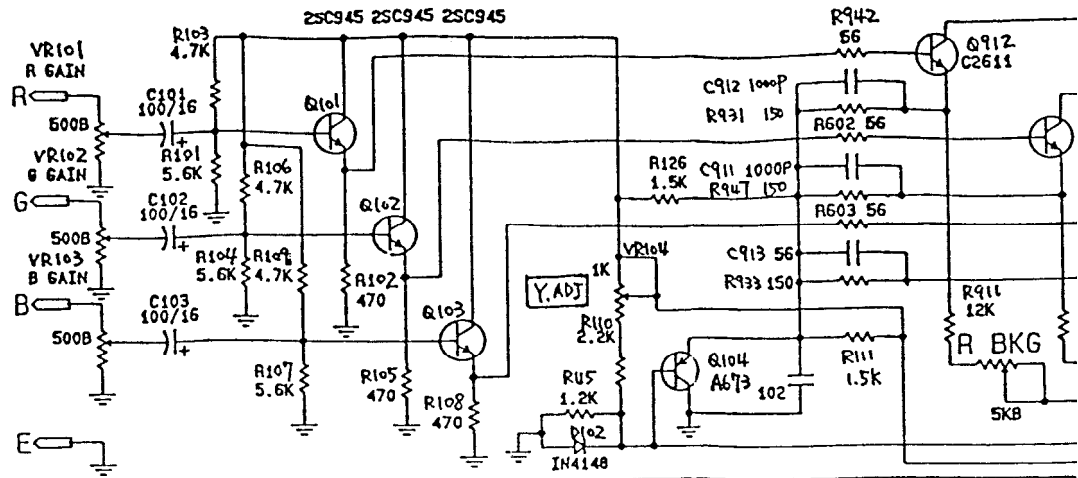 2SC945 2SC945 2SC945
R942
56
R103
4.7K
VR101
R GAIN
Q912
C2611
C101
100/16
C912 1000P
R
Q101
500B
R931 150
R602 56
VR102
G GAIN
R101
5.6K
R106
4.7K
R126
1.5K
C911 1000P
R947 150
G
C102
100/16
Q102
R603 56
500B
VR104
VR103
B GAIN
R104
5.6K
R109
4.7K
R102
470
1K
C913 56
R933 150
B
C103
100/16
Y.ADJ
R911
12K
Q103
R110
2.2K
500B
R BKG
Q104
A673
R111
1.5K
R107
5.6K
R105
470
R115
1.2K
102
R108
470
5KB
E
D102
IN4148